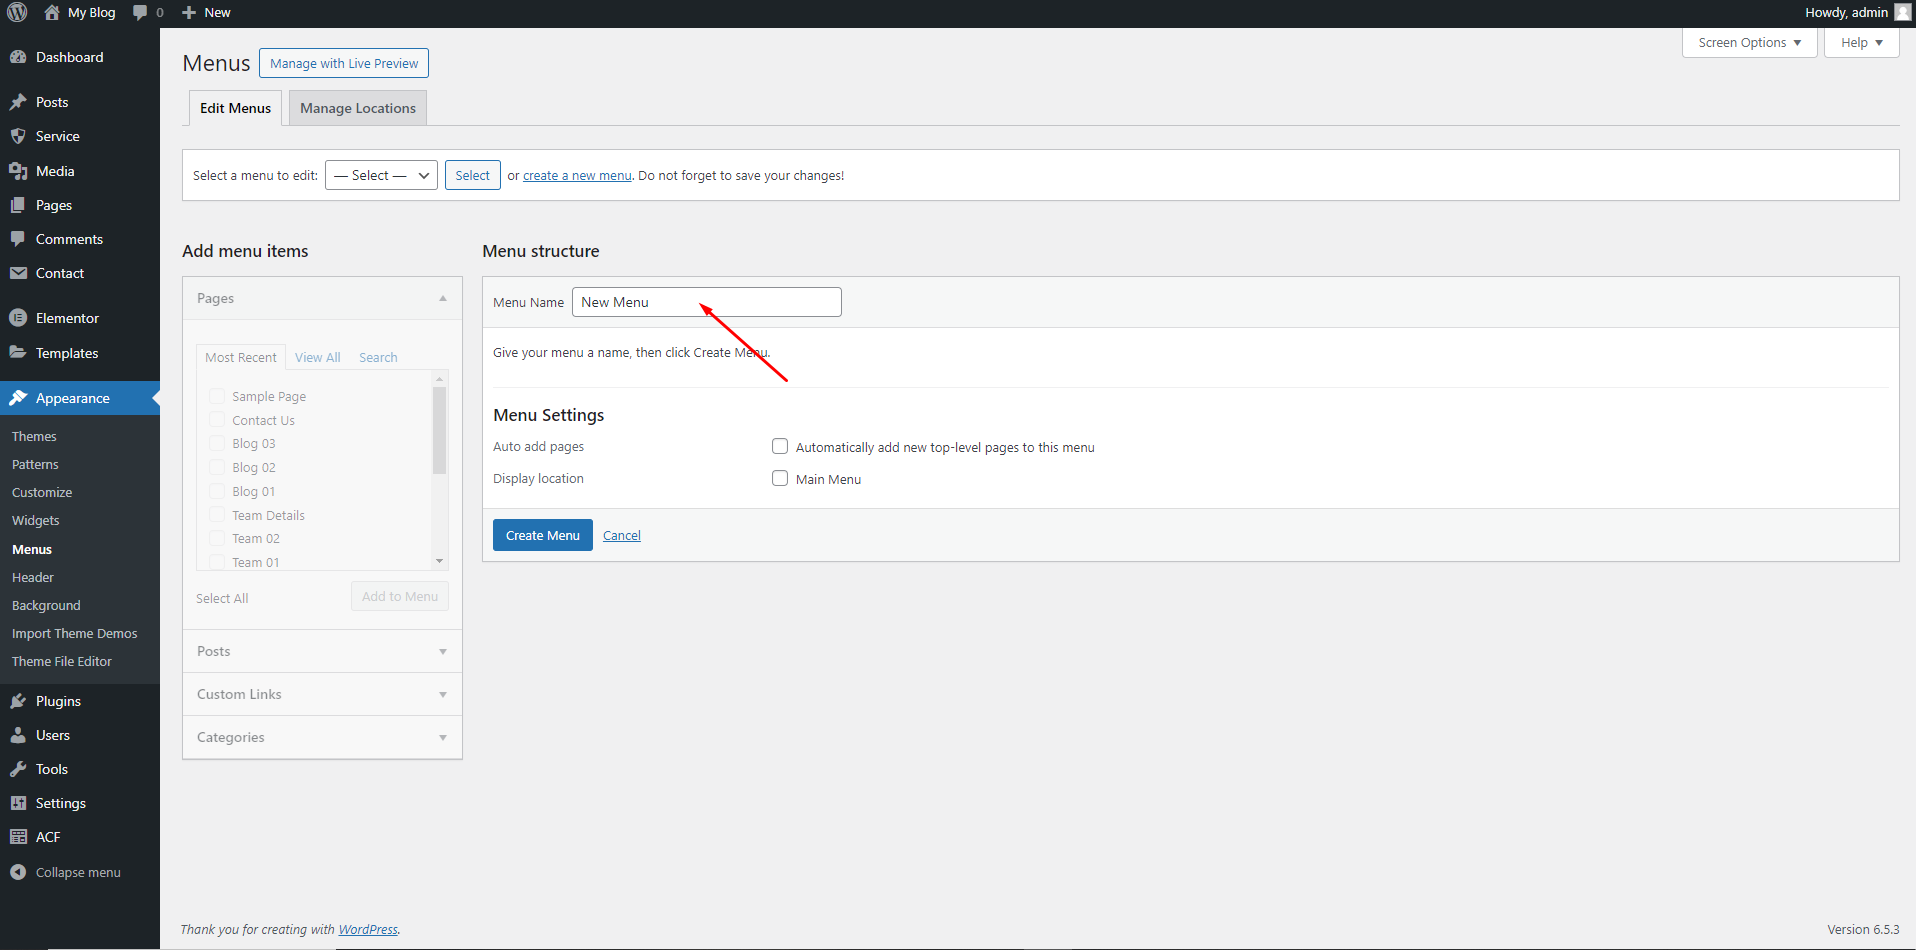 My Blog 0 New Howdy, admin
Dashboard
Posts
Service
Media
Pages
Comments
Contact
Elementor
Templates
Appearance
Themes
Patterns
Customize
Widgets
Menus
Header
Background
Import Theme Demos
Theme File Editor
Plugins
Users
Tools
Settings
ACF
Collapse menu
Screen Options Help
Menus Manage with Live Preview
Edit Menus Manage Locations
Select a menu to edit: — Select — Select or create a new menu. Do not forget to save your changes!
Add menu items
Pages
Most Recent View All Search
Sample Page
Contact Us
Blog 03
Blog 02
Blog 01
Team Details
Team 02
Team 01
Select All Add to Menu
Posts
Custom Links
Categories
Menu structure
Menu Name New Menu
Give your menu a name, then click Create Menu.
Menu Settings
Auto add pages Automatically add new top-level pages to this menu
Display location Main Menu
Create Menu Cancel
Thank you for creating with WordPress. Version 6.5.3